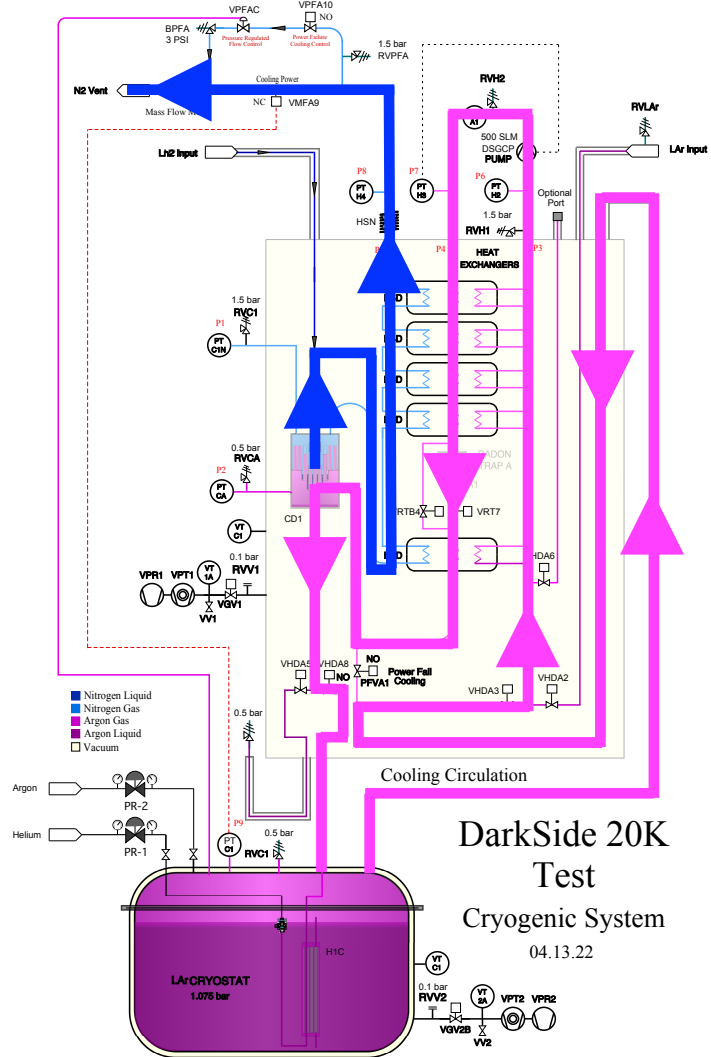 VPFAC
VPFA10
NO
BPFA
3 PSI
Pressure Regulated
Flow Control
Power Failure
Cooling Control
1.5 bar
RVPFA
N2 Vent
Cooling Power
Mass Flow M
NC
VMFA9
RVH2
A1
500 SLM
DSGCP
PUMP
RVLAr
LAr Input
Ln2 Input
P8
PT
H4
P7
PT
H3
P6
PT
H2
Optional
Port
HSN
1.5 bar
RVH1
P4
HEAT
EXCHANGERS
P3
1.5 bar
RVC1
P1
PT
C1N
0.5 bar
RVCA
P2
PT
CA
CD1
RADON
TRAP A
VRT7
VT
C1
0.1 bar
RVV1
VPR1
VPT1
VT
1A
VGV1
VV1
HDA6
VHDA5
VHDA8
NO
NO
PFVA1
Power Fail
Cooling
VHDA3
VHDA2
Nitrogen Liquid
Nitrogen Gas
Argon Gas
Argon Liquid
Vacuum
0.5 bar
Cooling Circulation
Argon
PR-2
Helium
PR-1
P9
PT
C1
0.5 bar
RVC1
DarkSide 20K
Test
Cryogenic System
04.13.22
H1C
LAr CRYOSTAT
1.075 bar
VT
C1
0.1 bar
RVV2
VT
2A
VPT2
VPR2
VGV2B
VV2